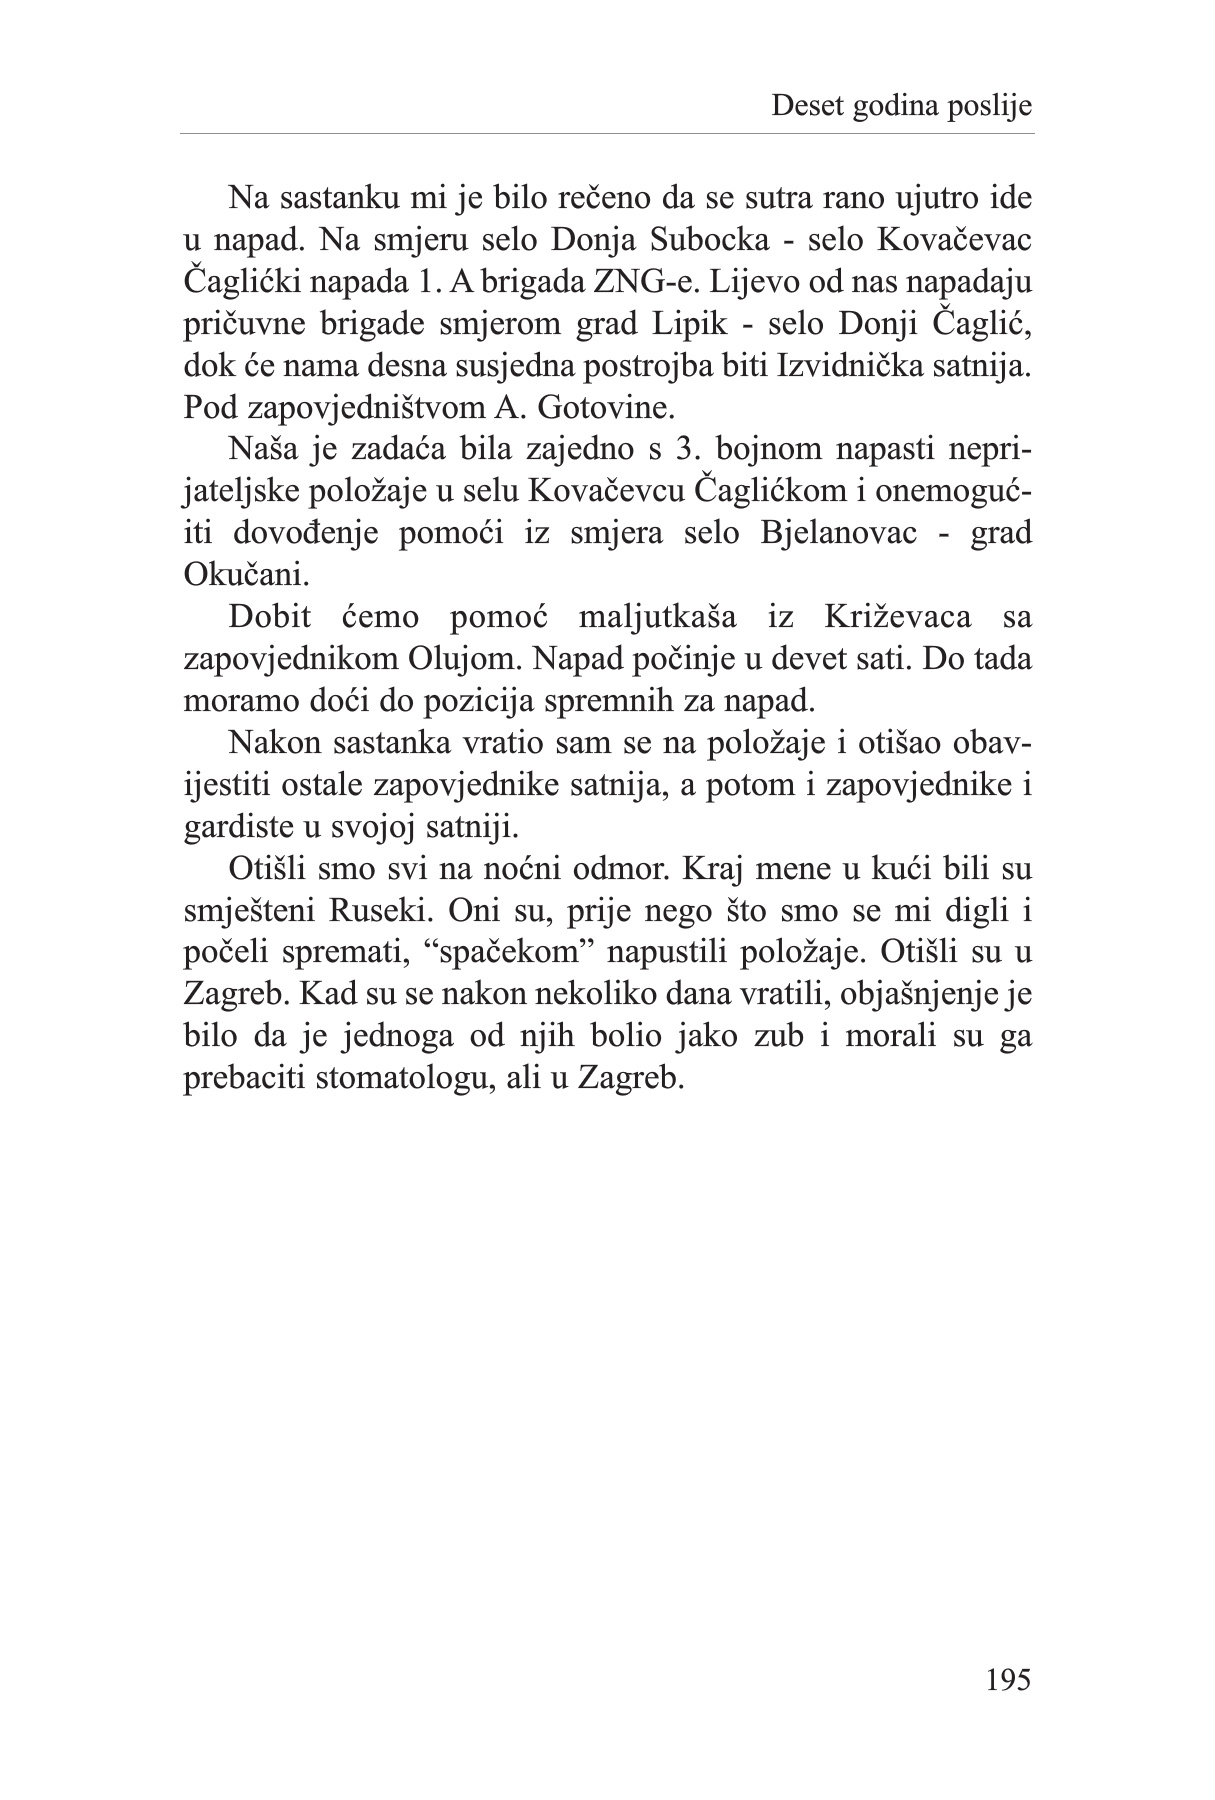 Deset godina poslije
Na sastanku mi je bilo rečeno da se sutra rano ujutro ide
u napad. Na smjeru selo Donja Subocka - selo Kovačevac
Čaglićki napada 1. A brigada ZNG-e. Lijevo od nas napadaju
pričuvne brigade smjerom grad Lipik - selo Donji Čaglić,
dok će nama desna susjedna postrojba biti Izvidnička satnija.
Pod zapovjedništvom A. Gotovine.
Naša je zadaća bila zajedno s 3. bojnom napasti nepri-
jateljske položaje u selu Kovačevcu Čaglićkom i onemoguć-
iti dovođenje pomoći iz smjera selo Bjelanovac - grad
Okučani.
Dobit ćemo pomoć maljutkaša iz Križevaca sa
zapovjednikom Olujom. Napad počinje u devet sati. Do tada
moramo doći do pozicija spremnih za napad.
Nakon sastanka vratio sam se na položaje i otišao obav-
ijestiti ostale zapovjednike satnija, a potom i zapovjednike i
gardiste u svojoj satniji.
Otišli smo svi na noćni odmor. Kraj mene u kući bili su
smješteni Ruseki. Oni su, prije nego što smo se mi digli i
počeli spremati, “spačekom” napustili položaje. Otišli su u
Zagreb. Kad su se nakon nekoliko dana vratili, objašnjenje je
bilo da je jednoga od njih bolio jako zub i morali su ga
prebaciti stomatologu, ali u Zagreb.
195